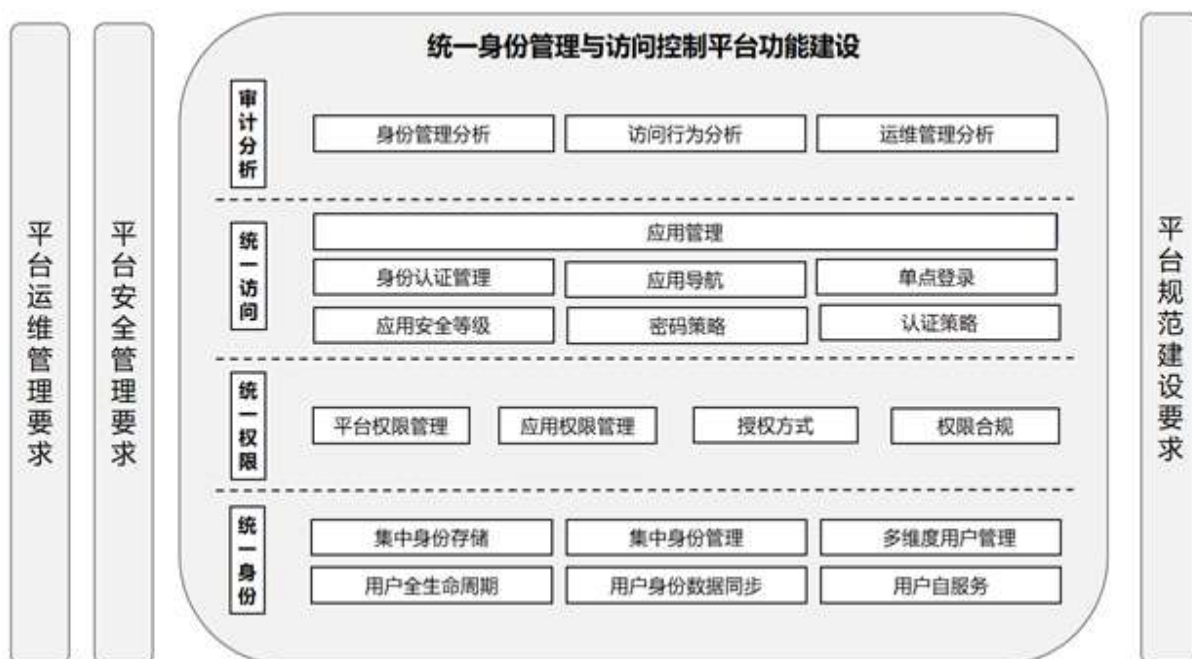 统一身份管理与访问控制平台功能建设
平台运维管理要求
平台安全管理要求
审计分析
身份管理分析
访问行为分析
运维管理分析
统一访问
应用管理
身份认证管理
应用导航
单点登录
应用安全等级
密码策略
认证策略
统一权限
平台权限管理
应用权限管理
授权方式
权限合规
统一身份
集中身份存储
集中身份管理
多维度用户管理
用户全生命周期
用户身份数据同步
用户自服务
平台规范建设要求